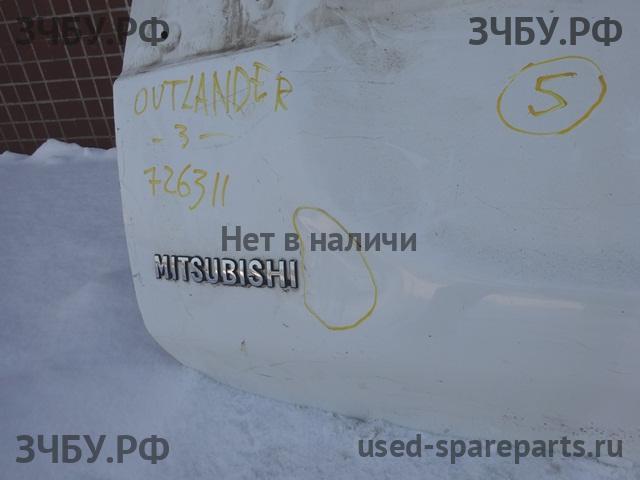 ЗЧБУ.РФ ЗЧБУ.РФ
OUTLANDER
- 3 -
726311
5
Нет в наличи
MITSUBISHI
ЗЧБУ.РФ
used-spareparts.ru